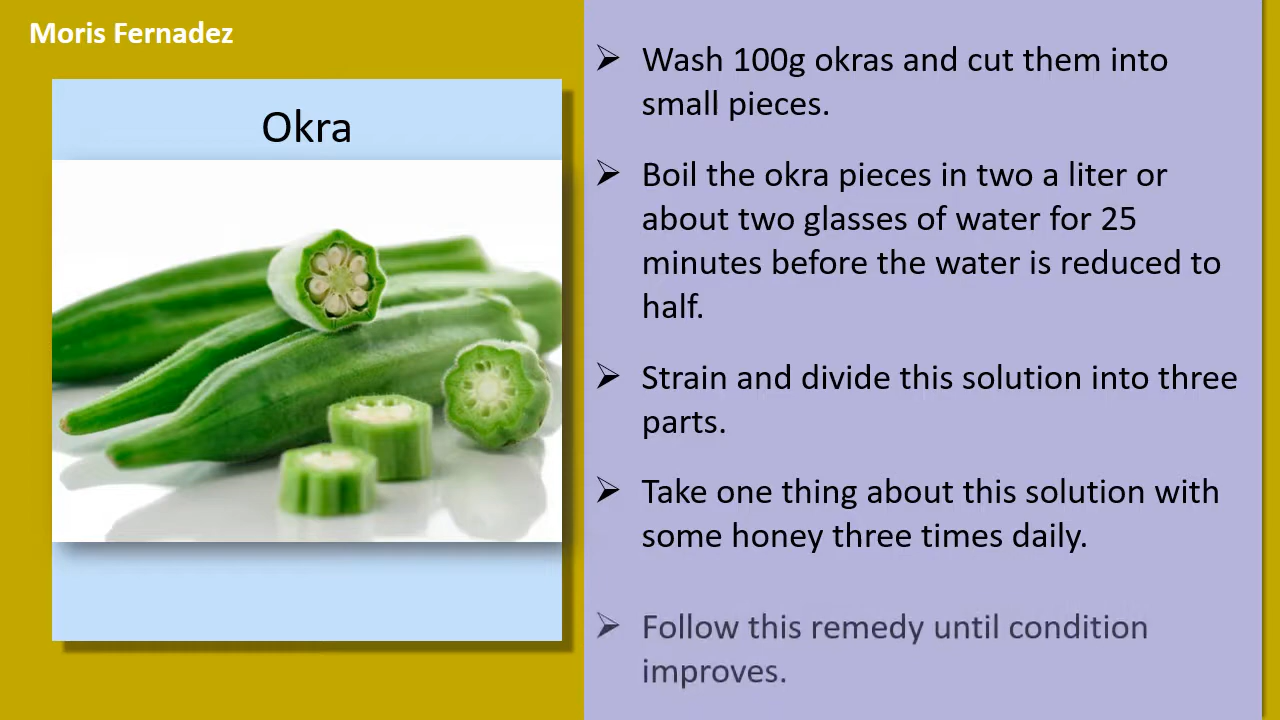 Moris Fernadez
Okra
Wash 100g okras and cut them into
small pieces.
Boil the okra pieces in two a liter or
about two glasses of water for 25
minutes before the water is reduced to
half.
Strain and divide this solution into three
parts.
Take one thing about this solution with
some honey three times daily.
Follow this remedy until condition
improves.